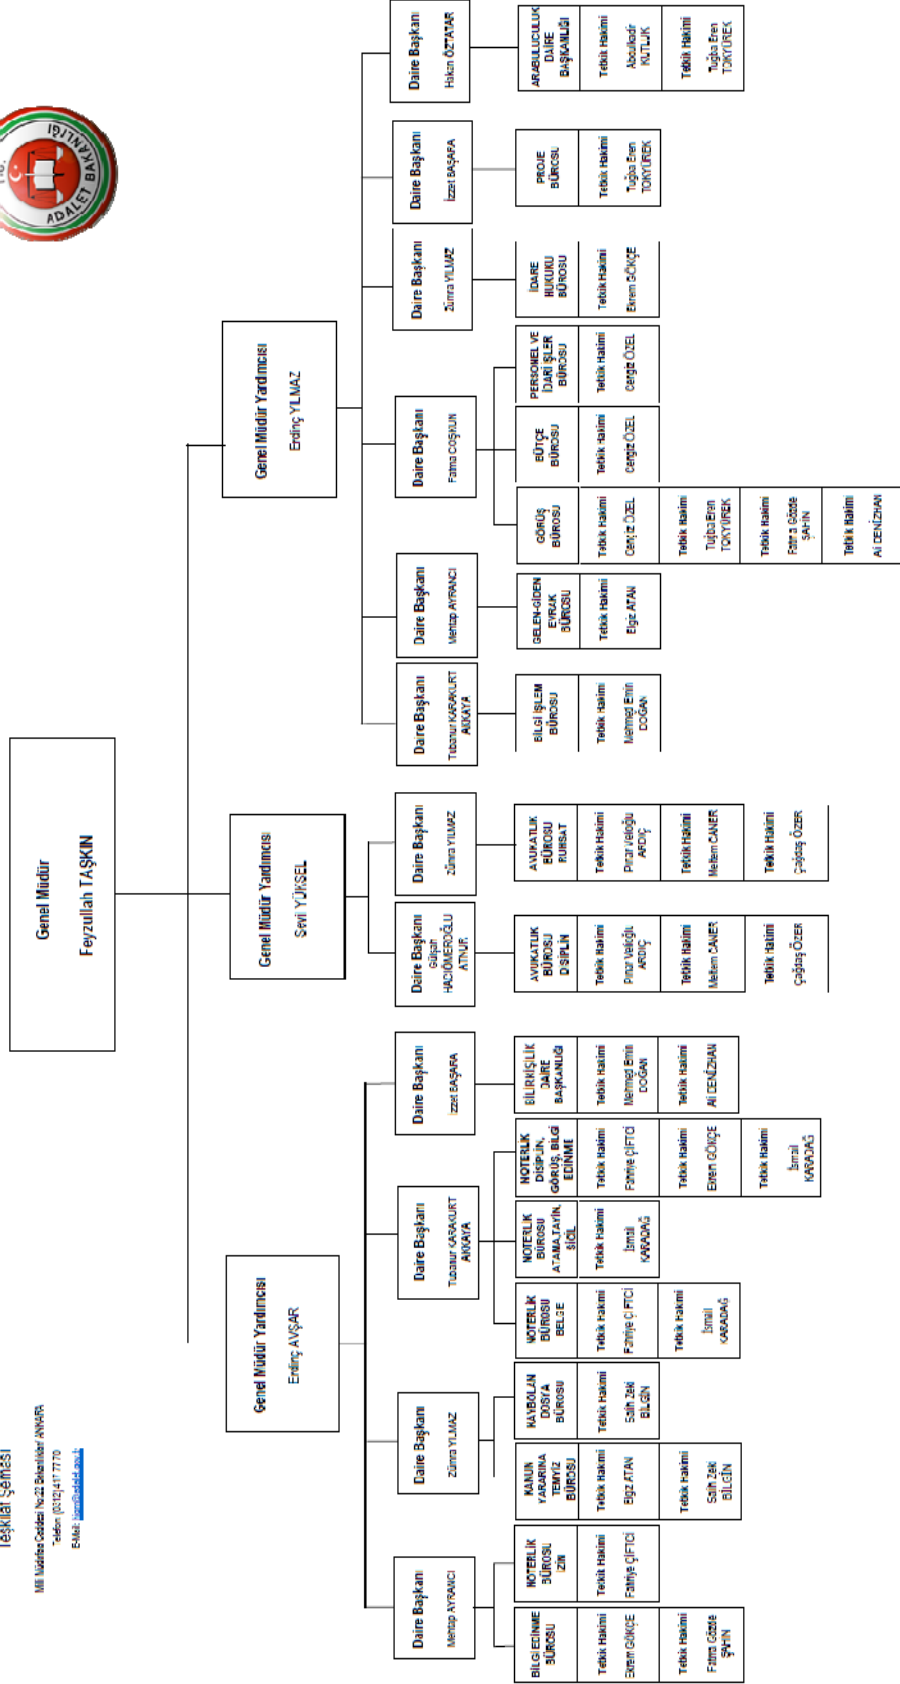 Teşkilat Şeması
Milli Müdafaa Caddesi No:22 Bakanlıklar/ ANKARA
Telefon (0312) 417 77 70
E-Mail:
ADALET BAKANLIĞI
Genel Müdür
Feyzullah TAŞKIN
Genel Müdür Yardımcısı
Erdinç AVŞAR
Genel Müdür Yardımcısı
Sevil YÜKSEL
Genel Müdür Yardımcısı
Erdinç YILMAZ
Daire Başkanı
Mehtap AYRANCI
Daire Başkanı
Zümra YILMAZ
Daire Başkanı
Tubanur KARAKURT
AKKAYA
Daire Başkanı
İzzet BAŞARA
Daire Başkanı
Gülşah
HACIÖMEROĞLU
ATNUR
Daire Başkanı
Zümra YILMAZ
Daire Başkanı
Tubanur KARAKURT
AKKAYA
Daire Başkanı
Mehtap AYRANCI
Daire Başkanı
Fatma COŞKUN
Daire Başkanı
Zümra YILMAZ
Daire Başkanı
İzzet BAŞARA
Daire Başkanı
Hakan ÖZTATAR
BİLGİ EDİNME
BÜROSU
Tetkik Hakimi
Ekrem GÖKÇE
Tetkik Hakimi
Fatma Gözde
ŞAHİN
NOTERLİK
BÜROSU
İZİN
Tetkik Hakimi
Fahriye ÇİFTCİ
KANUN
YARARINA
TEMYİZ
BÜROSU
Tetkik Hakimi
Elgiz ATAN
Tetkik Hakimi
Salih Zeki
BİLGİN
KAYBOLAN
DOSYA
BÜROSU
Tetkik Hakimi
Salih Zeki
BİLGİN
NOTERLİK
BÜROSU
BELGE
Tetkik Hakimi
Fahriye ÇİFTCİ
Tetkik Hakimi
İsmail
KARADAĞ
NOTERLİK
BÜROSU
ATAMA,TAYİN,
SİCİL
Tetkik Hakimi
İsmail
KARADAĞ
NOTERLİK
DİSİPLİN,
GÖRÜŞ, BİLGİ
EDİNME
Tetkik Hakimi
Fahriye ÇİFTCİ
Tetkik Hakimi
Ekrem GÖKÇE
Tetkik Hakimi
İsmail
KARADAĞ
BİLİRKİŞİLİK
DAİRE
BAŞKANLIĞI
Tetkik Hakimi
Mehmed Emin
DOĞAN
Tetkik Hakimi
Ali DENİZHAN
AVUKATLIK
BÜROSU
DİSİPLİN
Tetkik Hakimi
Pınar Velioğlu
ARDIÇ
Tetkik Hakimi
Meltem CANER
Tetkik Hakimi
Çağdaş ÖZER
AVUKATLIK
BÜROSU
RUHSAT
Tetkik Hakimi
Pınar Velioğlu
ARDIÇ
Tetkik Hakimi
Meltem CANER
Tetkik Hakimi
Çağdaş ÖZER
BİLGİ İŞLEM
BÜROSU
Tetkik Hakimi
Mehmed Emin
DOĞAN
GELEN-GİDEN
EVRAK
BÜROSU
Tetkik Hakimi
Elgiz ATAN
GÖRÜŞ
BÜROSU
Tetkik Hakimi
Cengiz ÖZEL
Tetkik Hakimi
Tuğba Eren
TOKYÜREK
Tetkik Hakimi
Fatma Gözde
ŞAHİN
Tetkik Hakimi
Ali DENİZHAN
BÜTÇE
BÜROSU
Tetkik Hakimi
Cengiz ÖZEL
PERSONEL VE
İDARİ İŞLER
BÜROSU
Tetkik Hakimi
Cengiz ÖZEL
İDARE
HUKUKU
BÜROSU
Tetkik Hakimi
Ekrem GÖKÇE
PROJE
BÜROSU
Tetkik Hakimi
Tuğba Eren
TOKYÜREK
ARABULUCULUK
DAİRE
BAŞKANLIĞI
Tetkik Hakimi
Abdulkadir
KUTLUK
Tetkik Hakimi
Tuğba Eren
TOKYÜREK